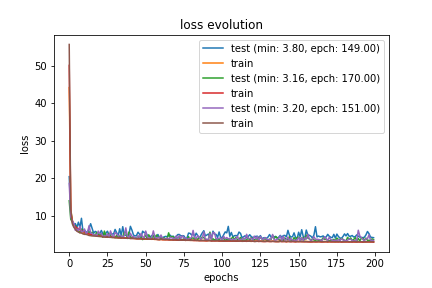 loss evolution
test (min: 3.80, epch: 149.00)
train
test (min: 3.16, epch: 170.00)
train
test (min: 3.20, epch: 151.00)
train
loss
50
40
30
20
10
0
25
50
75
100
125
150
175
200
epochs